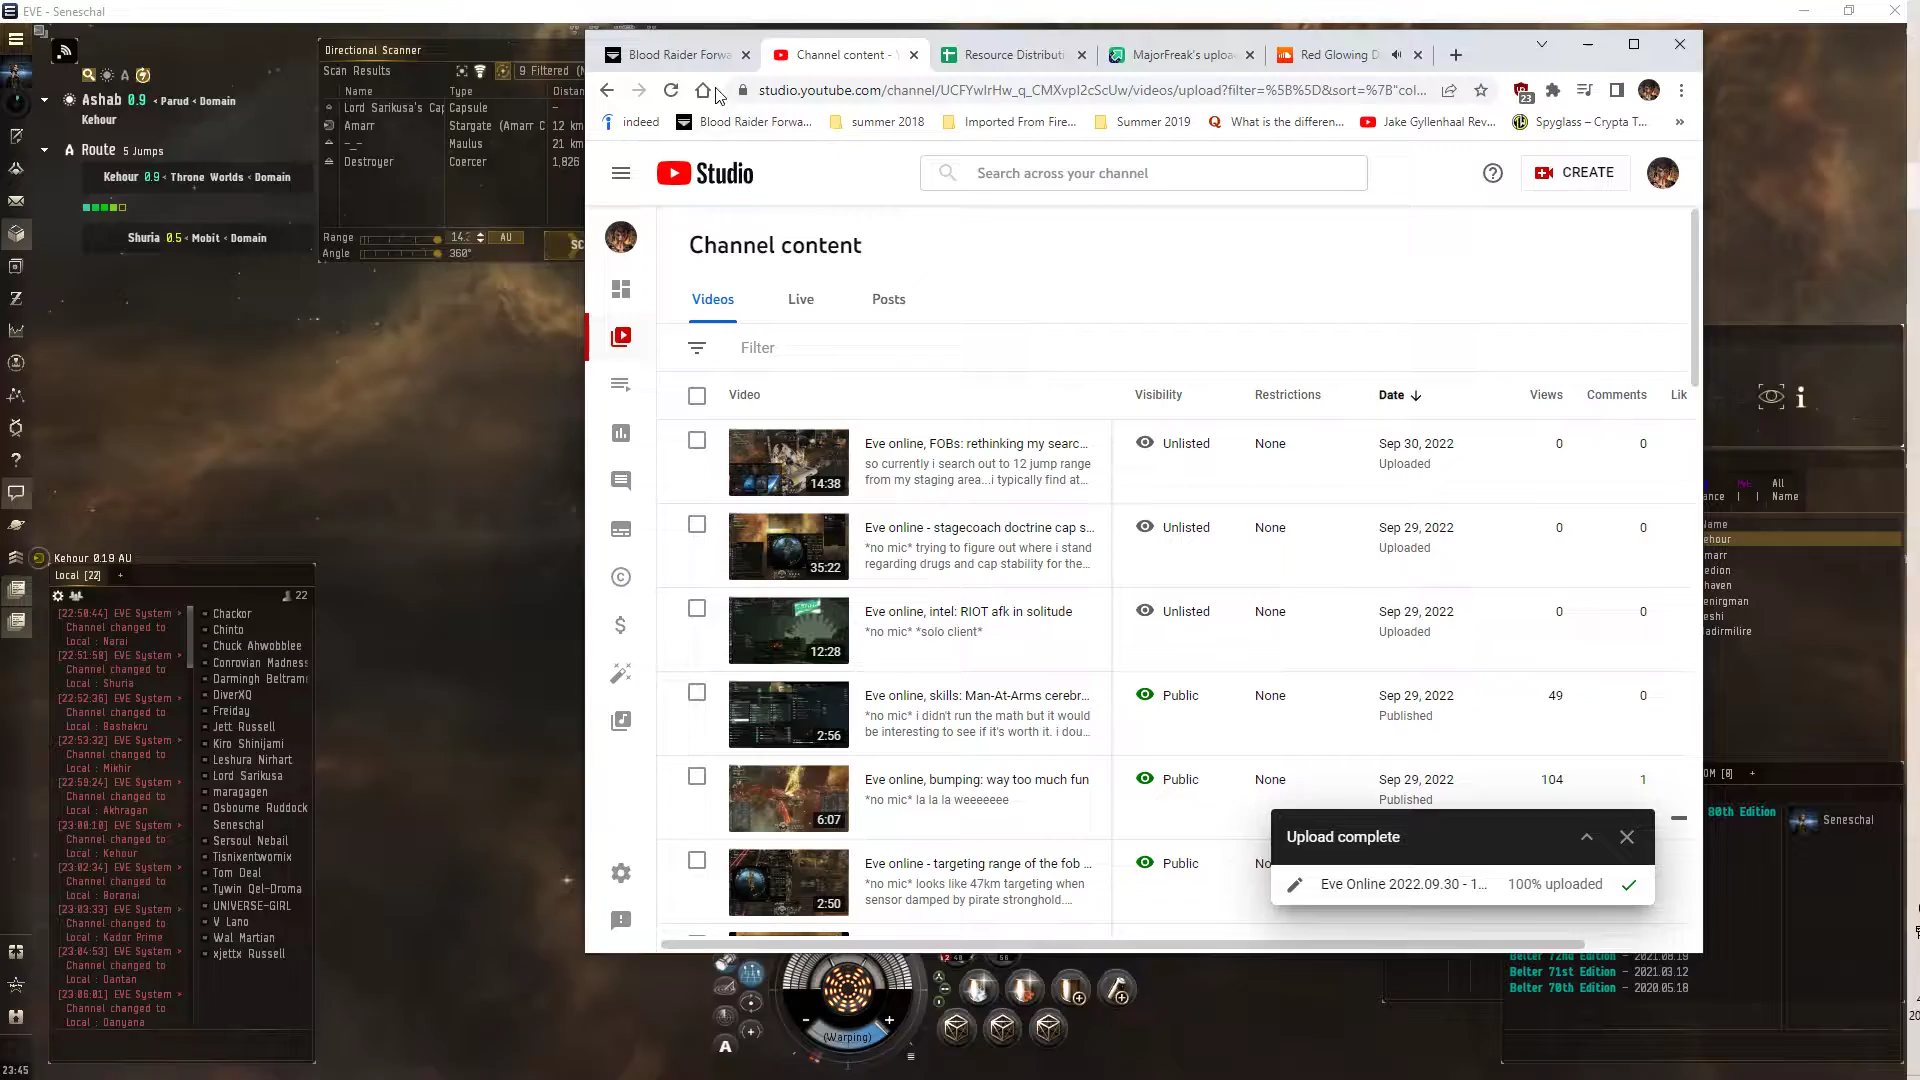 EVE - Seneschal
Ashab 0.9 < Parud < Domain
Kehour
Route 5 Jumps
Kehour 0.9 < Throne Worlds < Domain
Shuria 0.5 < Mobit < Domain
Directional Scanner
Scan Results
9 Filtered
Name Type Distan
Lord Sarikusa's Cap Capsule –
Amarr Stargate (Amarr C 12 km
-_- Maulus 21 km
Destroyer Coercer 1,826
Range AU
Angle 360°
Blood Raider Forwa
Channel content -
Resource Distributi
MajorFreak's uploa
Red Glowing D
studio.youtube.com/channel/UCFYwIrHw_q_CMXvpI2cScUw/videos/upload?filter=%5B%5D&sort=%7B"col...
23
indeed
Blood Raider Forwa...
summer 2018
Imported From Fire...
Summer 2019
What is the differen...
Jake Gyllenhaal Rev...
Spyglass – Crypta T...
»
Studio
Search across your channel
CREATE
Channel content
Videos Live Posts
Filter
Video Visibility Restrictions Date Views Comments Lik
Eve online, FOBs: rethinking my searc...
so currently i search out to 12 jump range
from my staging area...i typically find at...
14:38
Unlisted None Sep 30, 2022 0 0
Uploaded
Eve online - stagecoach doctrine cap s...
*no mic* trying to figure out where i stand
regarding drugs and cap stability for the...
35:22
Unlisted None Sep 29, 2022 0 0
Uploaded
Eve online, intel: RIOT afk in solitude
*no mic* *solo client*
12:28
Unlisted None Sep 29, 2022 0 0
Uploaded
Eve online, skills: Man-At-Arms cerebr...
*no mic* i didn't run the math but it would
be interesting to see if it's worth it. i dou...
2:56
Public None Sep 29, 2022 49 0
Published
Eve online, bumping: way too much fun
*no mic* la la la weeeeeee
6:07
Public None Sep 29, 2022 104 1
Published
Eve online - targeting range of the fob ...
*no mic* looks like 47km targeting when
sensor damped by pirate stronghold....
2:50
Public
Upload complete
Eve Online 2022.09.30 - 1... 100% uploaded
Kehour 0.19 AU
Local [22] +
22
[22:50:44] EVE System >
Channel changed to
Local : Narai
[22:51:58] EVE System >
Channel changed to
Local : Shuria
[22:52:36] EVE System >
Channel changed to
Local : Bashakru
[22:53:32] EVE System >
Channel changed to
Local : Mikhir
[22:59:24] EVE System >
Channel changed to
Local : Akhragan
[23:00:10] EVE System >
Channel changed to
Local : Kehour
[23:02:34] EVE System >
Channel changed to
Local : Boranai
[23:03:33] EVE System >
Channel changed to
Local : Kador Prime
[23:04:53] EVE System >
Channel changed to
Local : Dantan
[23:06:01] EVE System >
Channel changed to
Local : Danyana
Chackor
Chinto
Chuck Ahwobblee
Conrovian Madness
Darmingh Beltram
DiverXQ
Freiday
Jett Russell
Kiro Shinijami
Leshura Nirhart
Lord Sarikusa
maragagen
Osbourne Ruddock
Seneschal
Sersoul Nebail
Tisnixentwornix
Tom Deal
Tywin Qel-Droma
UNIVERSE-GIRL
V Lano
Wal Martian
xjettx Russell
(Warping)
A
All
ance | | Name
Name
ehour
marr
edion
haven
enirgman
eshi
adirmilire
OM [8] +
80th Edition
Seneschal
Belter 72nd Edition – 2021.08.19
Belter 71st Edition – 2021.03.12
Belter 70th Edition – 2020.05.18
23:45